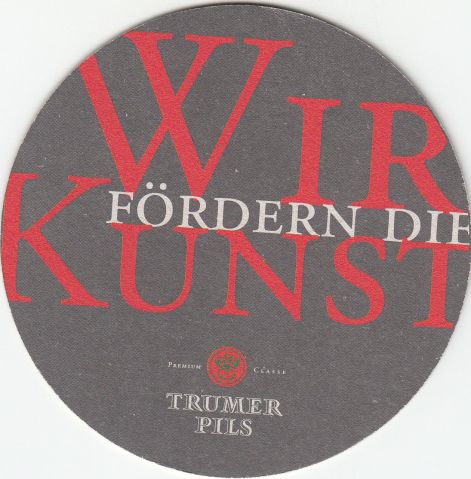 WIR
FÖRDERN DIE
KUNST
PREMIUM CLASSE
TRUMER
PILS